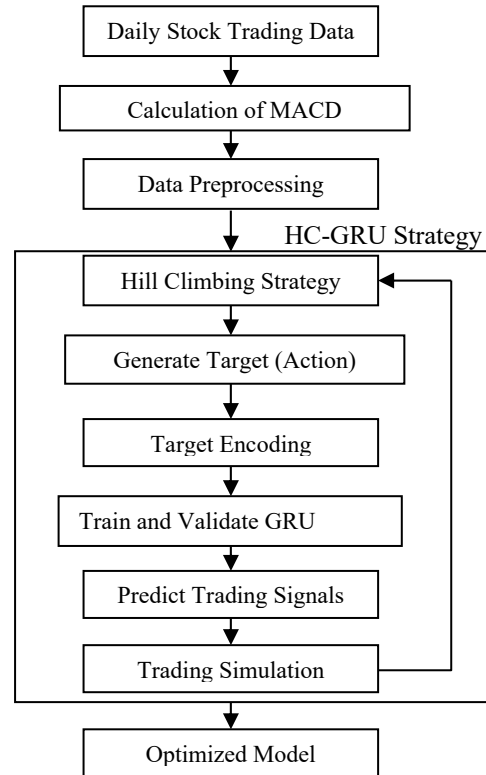 Daily Stock Trading Data
Calculation of MACD
Data Preprocessing
HC-GRU Strategy
Hill Climbing Strategy
Generate Target (Action)
Target Encoding
Train and Validate GRU
Predict Trading Signals
Trading Simulation
Optimized Model